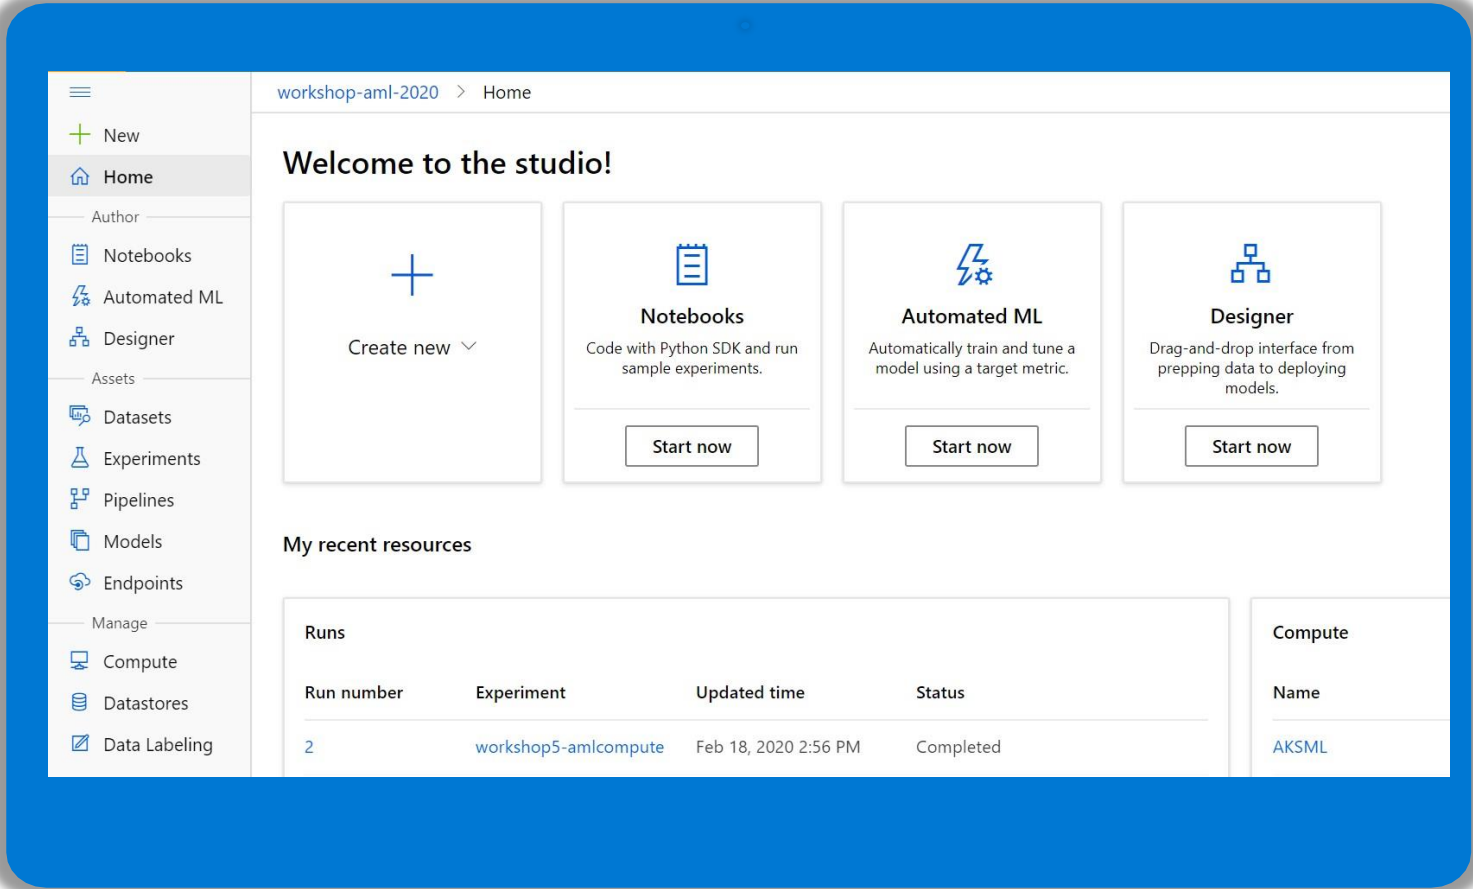 workshop-aml-2020 > Home
New
Home
Author
Notebooks
Automated ML
Designer
Assets
Datasets
Experiments
Pipelines
Models
Endpoints
Manage
Compute
Datastores
Data Labeling
Welcome to the studio!
Create new
Notebooks
Code with Python SDK and run
sample experiments.
Start now
Automated ML
Automatically train and tune a
model using a target metric.
Start now
Designer
Drag-and-drop interface from
prepping data to deploying
models.
Start now
My recent resources
Runs
Run number Experiment Updated time Status
2 workshop5-amlcompute Feb 18, 2020 2:56 PM Completed
Compute
Name
AKSML